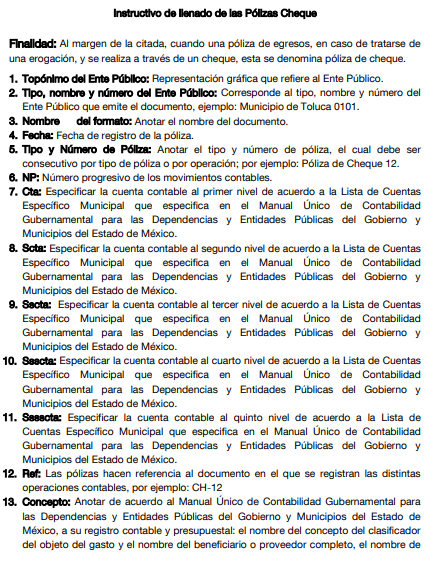 Instructivo de llenado de las Pólizas Cheque
Finalidad: Al margen de la citada, cuando una póliza de egresos, en caso de tratarse de
una erogación, y se realiza a través de un cheque, esta se denomina póliza de cheque.
1. Topónimo del Ente Público: Representación gráfica que refiere al Ente Público.
2. Tipo, nombre y número del Ente Público: Corresponde al tipo, nombre y número del
Ente Público que emite el documento, ejemplo: Municipio de Toluca 0101.
3. Nombre del formato: Anotar el nombre del documento.
4. Fecha: Fecha de registro de la póliza.
5. Tipo y Número de Póliza: Anotar el tipo y número de póliza, el cual debe ser
consecutivo por tipo de póliza o por operación; por ejemplo: Póliza de Cheque 12.
6. NP: Número progresivo de los movimientos contables.
7. Cta: Especificar la cuenta contable al primer nivel de acuerdo a la Lista de Cuentas
Específico Municipal que especifica en el Manual Único de Contabilidad
Gubernamental para las Dependencias y Entidades Públicas del Gobierno y
Municipios del Estado de México.
8. Scta: Especificar la cuenta contable al segundo nivel de acuerdo a la Lista de Cuentas
Específico Municipal que especifica en el Manual Único de Contabilidad
Gubernamental para las Dependencias y Entidades Públicas del Gobierno y
Municipios del Estado de México.
9. Sscta: Especificar la cuenta contable al tercer nivel de acuerdo a la Lista de Cuentas
Específico Municipal que especifica en el Manual Único de Contabilidad
Gubernamental para las Dependencias y Entidades Públicas del Gobierno y
Municipios del Estado de México.
10. Ssscta: Especificar la cuenta contable al cuarto nivel de acuerdo a la Lista de Cuentas
Específico Municipal que especifica en el Manual Único de Contabilidad
Gubernamental para las Dependencias y Entidades Públicas del Gobierno y
Municipios del Estado de México.
11. Sssscta: Especificar la cuenta contable al quinto nivel de acuerdo a la Lista de
Cuentas Específico Municipal que especifica en el Manual Único de Contabilidad
Gubernamental para las Dependencias y Entidades Públicas del Gobierno y
Municipios del Estado de México.
12. Ref: Las pólizas hacen referencia al documento en el que se registran las distintas
operaciones contables, por ejemplo: CH-12
13. Concepto: Anotar de acuerdo al Manual Único de Contabilidad Gubernamental para
las Dependencias y Entidades Públicas del Gobierno y Municipios del Estado de
México, a su registro contable y presupuestal: el nombre del concepto del clasificador
del objeto del gasto y el nombre del beneficiario o proveedor completo, el nombre de